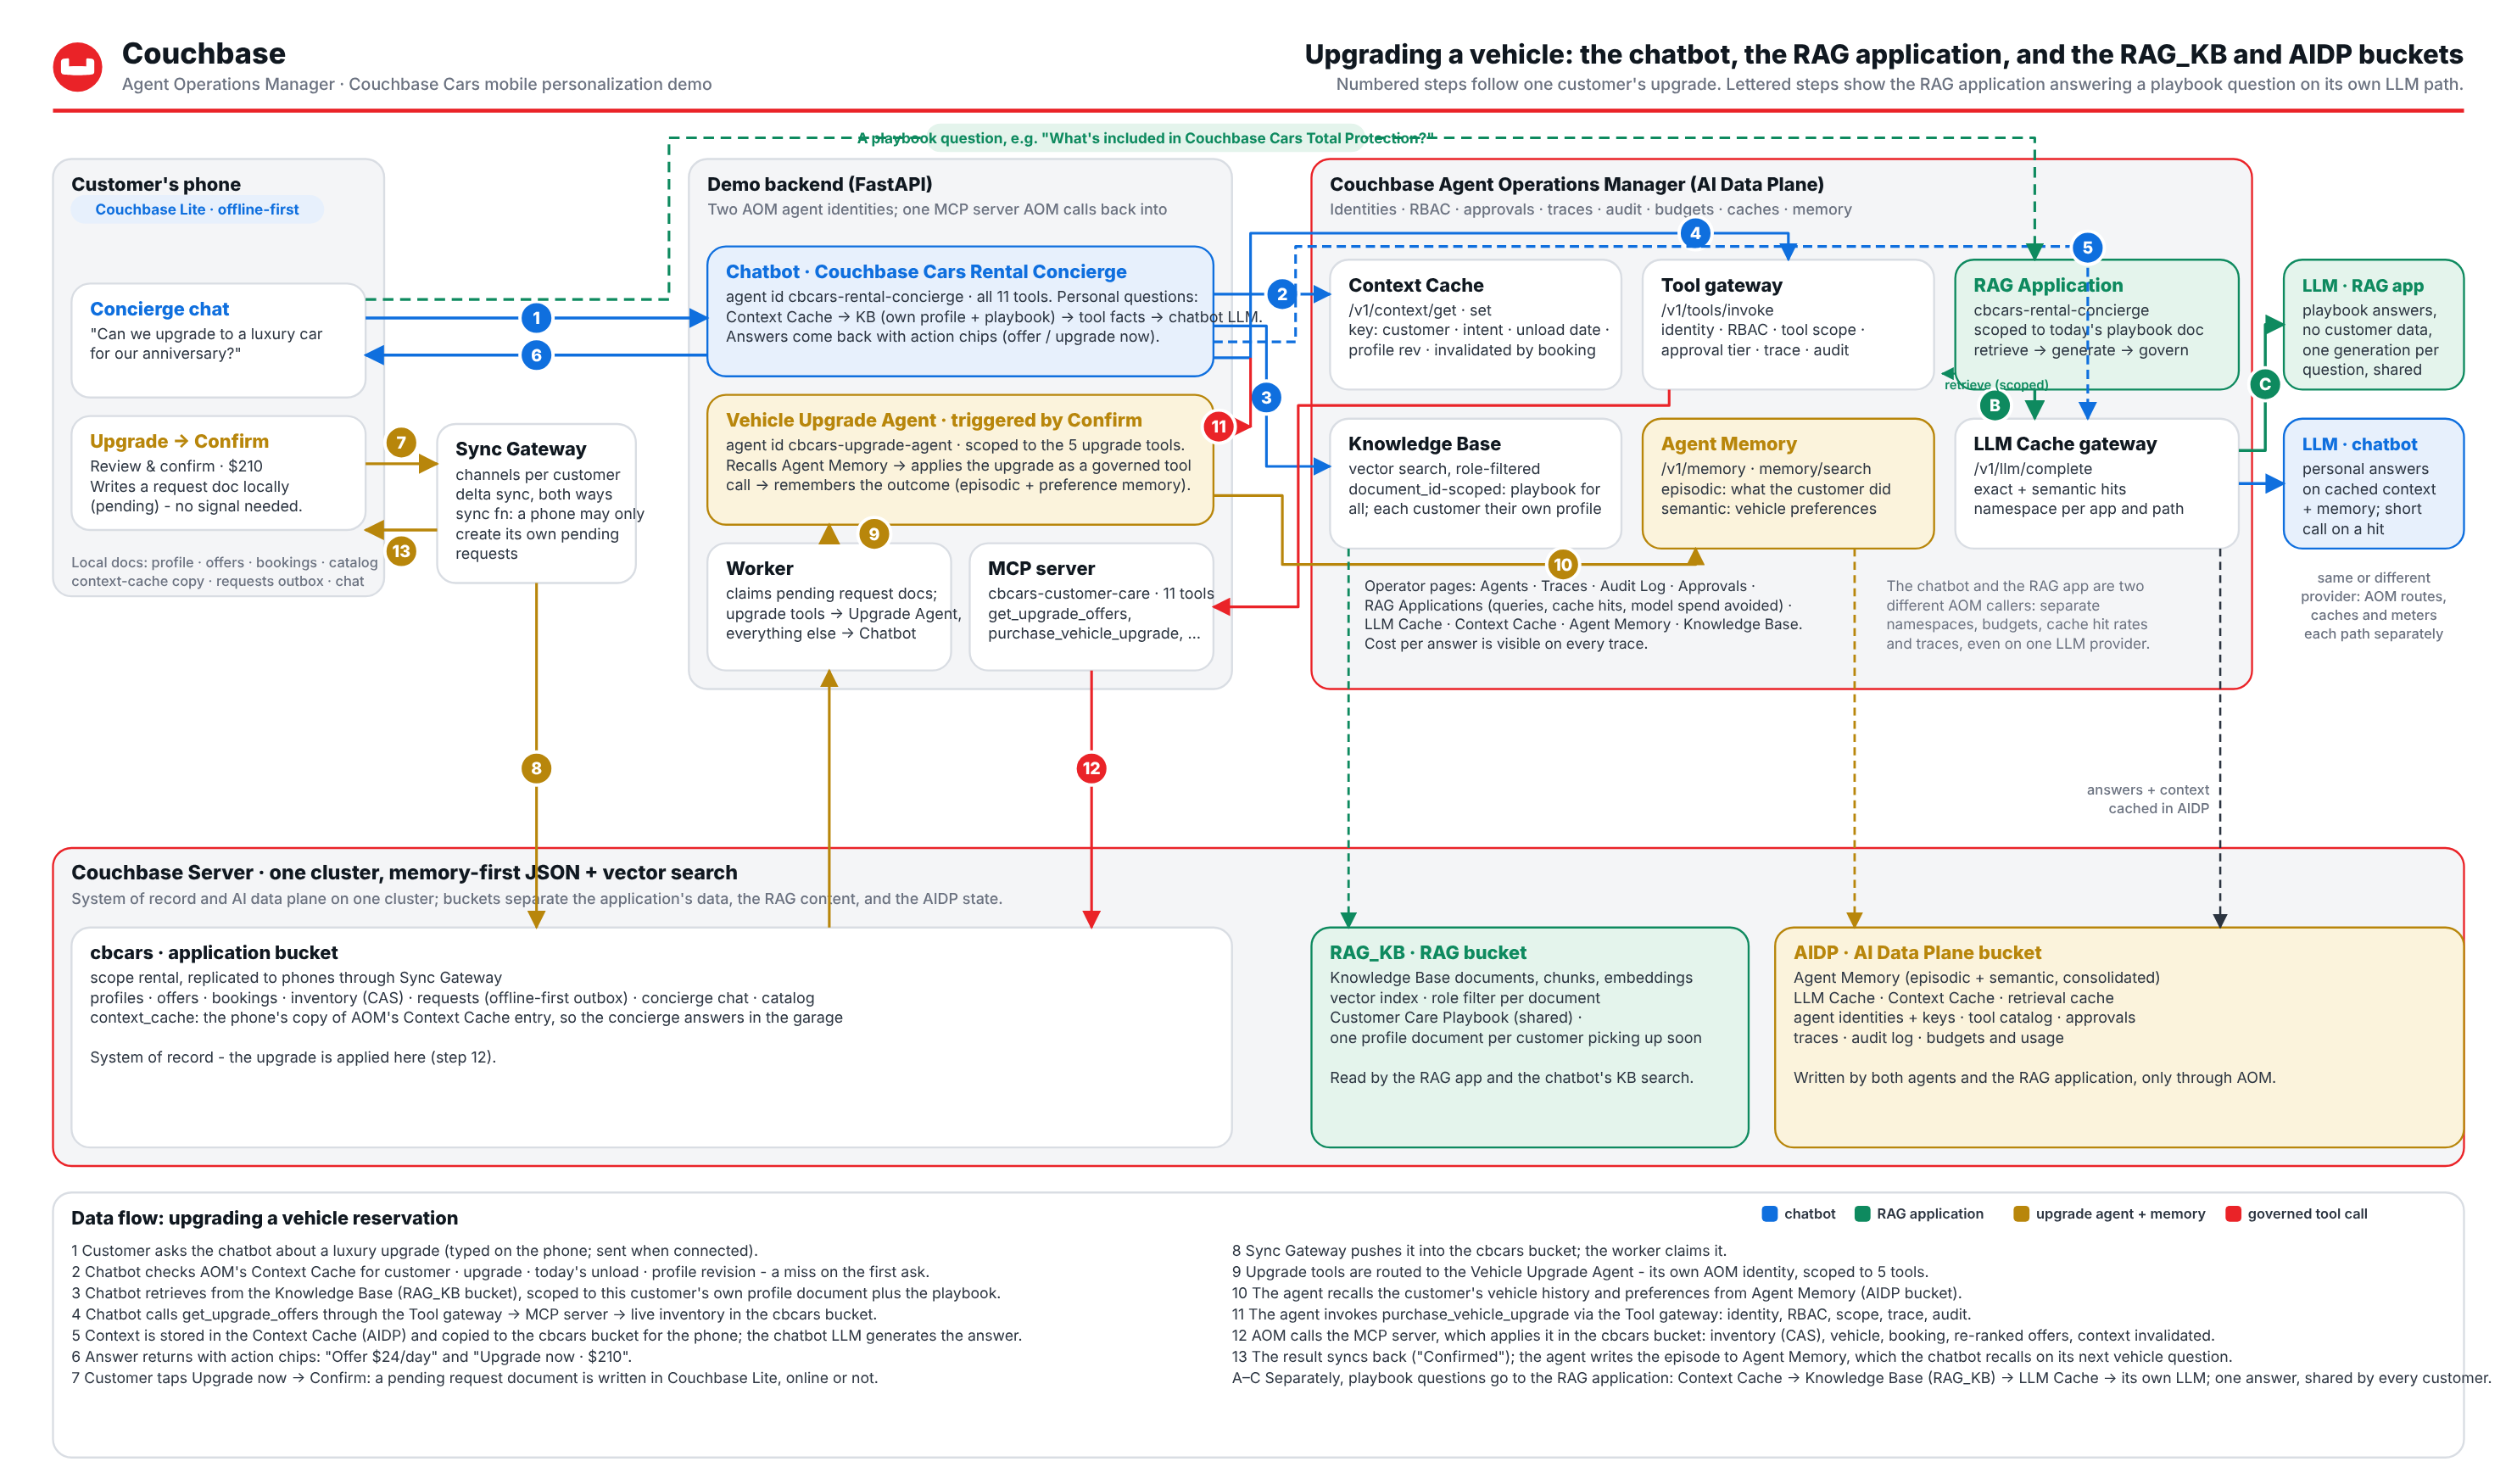 Couchbase
Agent Operations Manager · Couchbase Cars mobile personalization demo
Upgrading a vehicle: the chatbot, the RAG application, and the RAG_KB and AIDP buckets
Numbered steps follow one customer's upgrade. Lettered steps show the RAG application answering a playbook question on its own LLM path.
A playbook question, e.g. "What's included in Couchbase Cars Total Protection?"
Customer's phone
Couchbase Lite · offline-first
Concierge chat
"Can we upgrade to a luxury car
for our anniversary?"
Upgrade → Confirm
Review & confirm · $210
Writes a request doc locally
(pending) - no signal needed.
Local docs: profile · offers · bookings · catalog
context-cache copy · requests outbox · chat
1
6
7
13
Sync Gateway
channels per customer
delta sync, both ways
sync fn: a phone may only
create its own pending
requests
8
Demo backend (FastAPI)
Two AOM agent identities; one MCP server AOM calls back into
Chatbot · Couchbase Cars Rental Concierge
agent id cbcars-rental-concierge · all 11 tools. Personal questions:
Context Cache → KB (own profile + playbook) → tool facts → chatbot LLM.
Answers come back with action chips (offer / upgrade now).
Vehicle Upgrade Agent · triggered by Confirm
agent id cbcars-upgrade-agent · scoped to the 5 upgrade tools.
Recalls Agent Memory → applies the upgrade as a governed tool
call → remembers the outcome (episodic + preference memory).
9
Worker
claims pending request docs;
upgrade tools → Upgrade Agent,
everything else → Chatbot
MCP server
cbcars-customer-care · 11 tools
get_upgrade_offers,
purchase_vehicle_upgrade, ...
12
2
3
11
10
Couchbase Agent Operations Manager (AI Data Plane)
Identities · RBAC · approvals · traces · audit · budgets · caches · memory
4
5
Context Cache
/v1/context/get · set
key: customer · intent · unload date ·
profile rev · invalidated by booking
Tool gateway
/v1/tools/invoke
identity · RBAC · tool scope ·
approval tier · trace · audit
RAG Application
cbcars-rental-concierge
scoped to today's playbook doc
retrieve → generate → govern
retrieve (scoped)
B
C
Knowledge Base
vector search, role-filtered
document_id-scoped: playbook for
all; each customer their own profile
Agent Memory
/v1/memory · memory/search
episodic: what the customer did
semantic: vehicle preferences
LLM Cache gateway
/v1/llm/complete
exact + semantic hits
namespace per app and path
Operator pages: Agents · Traces · Audit Log · Approvals ·
RAG Applications (queries, cache hits, model spend avoided) ·
LLM Cache · Context Cache · Agent Memory · Knowledge Base.
Cost per answer is visible on every trace.
The chatbot and the RAG app are two
different AOM callers: separate
namespaces, budgets, cache hit rates
and traces, even on one LLM provider.
LLM · RAG app
playbook answers,
no customer data,
one generation per
question, shared
LLM · chatbot
personal answers
on cached context
+ memory; short
call on a hit
same or different
provider: AOM routes,
caches and meters
each path separately
answers + context
cached in AIDP
Couchbase Server · one cluster, memory-first JSON + vector search
System of record and AI data plane on one cluster; buckets separate the application's data, the RAG content, and the AIDP state.
cbcars · application bucket
scope rental, replicated to phones through Sync Gateway
profiles · offers · bookings · inventory (CAS) · requests (offline-first outbox) · concierge chat · catalog
context_cache: the phone's copy of AOM's Context Cache entry, so the concierge answers in the garage
System of record - the upgrade is applied here (step 12).
RAG_KB · RAG bucket
Knowledge Base documents, chunks, embeddings
vector index · role filter per document
Customer Care Playbook (shared) ·
one profile document per customer picking up soon
Read by the RAG app and the chatbot's KB search.
AIDP · AI Data Plane bucket
Agent Memory (episodic + semantic, consolidated)
LLM Cache · Context Cache · retrieval cache
agent identities + keys · tool catalog · approvals
traces · audit log · budgets and usage
Written by both agents and the RAG application, only through AOM.
Data flow: upgrading a vehicle reservation
chatbot
RAG application
upgrade agent + memory
governed tool call
1 Customer asks the chatbot about a luxury upgrade (typed on the phone; sent when connected).
2 Chatbot checks AOM's Context Cache for customer · upgrade · today's unload · profile revision - a miss on the first ask.
3 Chatbot retrieves from the Knowledge Base (RAG_KB bucket), scoped to this customer's own profile document plus the playbook.
4 Chatbot calls get_upgrade_offers through the Tool gateway → MCP server → live inventory in the cbcars bucket.
5 Context is stored in the Context Cache (AIDP) and copied to the cbcars bucket for the phone; the chatbot LLM generates the answer.
6 Answer returns with action chips: "Offer $24/day" and "Upgrade now · $210".
7 Customer taps Upgrade now → Confirm: a pending request document is written in Couchbase Lite, online or not.
8 Sync Gateway pushes it into the cbcars bucket; the worker claims it.
9 Upgrade tools are routed to the Vehicle Upgrade Agent - its own AOM identity, scoped to 5 tools.
10 The agent recalls the customer's vehicle history and preferences from Agent Memory (AIDP bucket).
11 The agent invokes purchase_vehicle_upgrade via the Tool gateway: identity, RBAC, scope, trace, audit.
12 AOM calls the MCP server, which applies it in the cbcars bucket: inventory (CAS), vehicle, booking, re-ranked offers, context invalidated.
13 The result syncs back ("Confirmed"); the agent writes the episode to Agent Memory, which the chatbot recalls on its next vehicle question.
A–C Separately, playbook questions go to the RAG application: Context Cache → Knowledge Base (RAG_KB) → LLM Cache → its own LLM; one answer, shared by every customer.